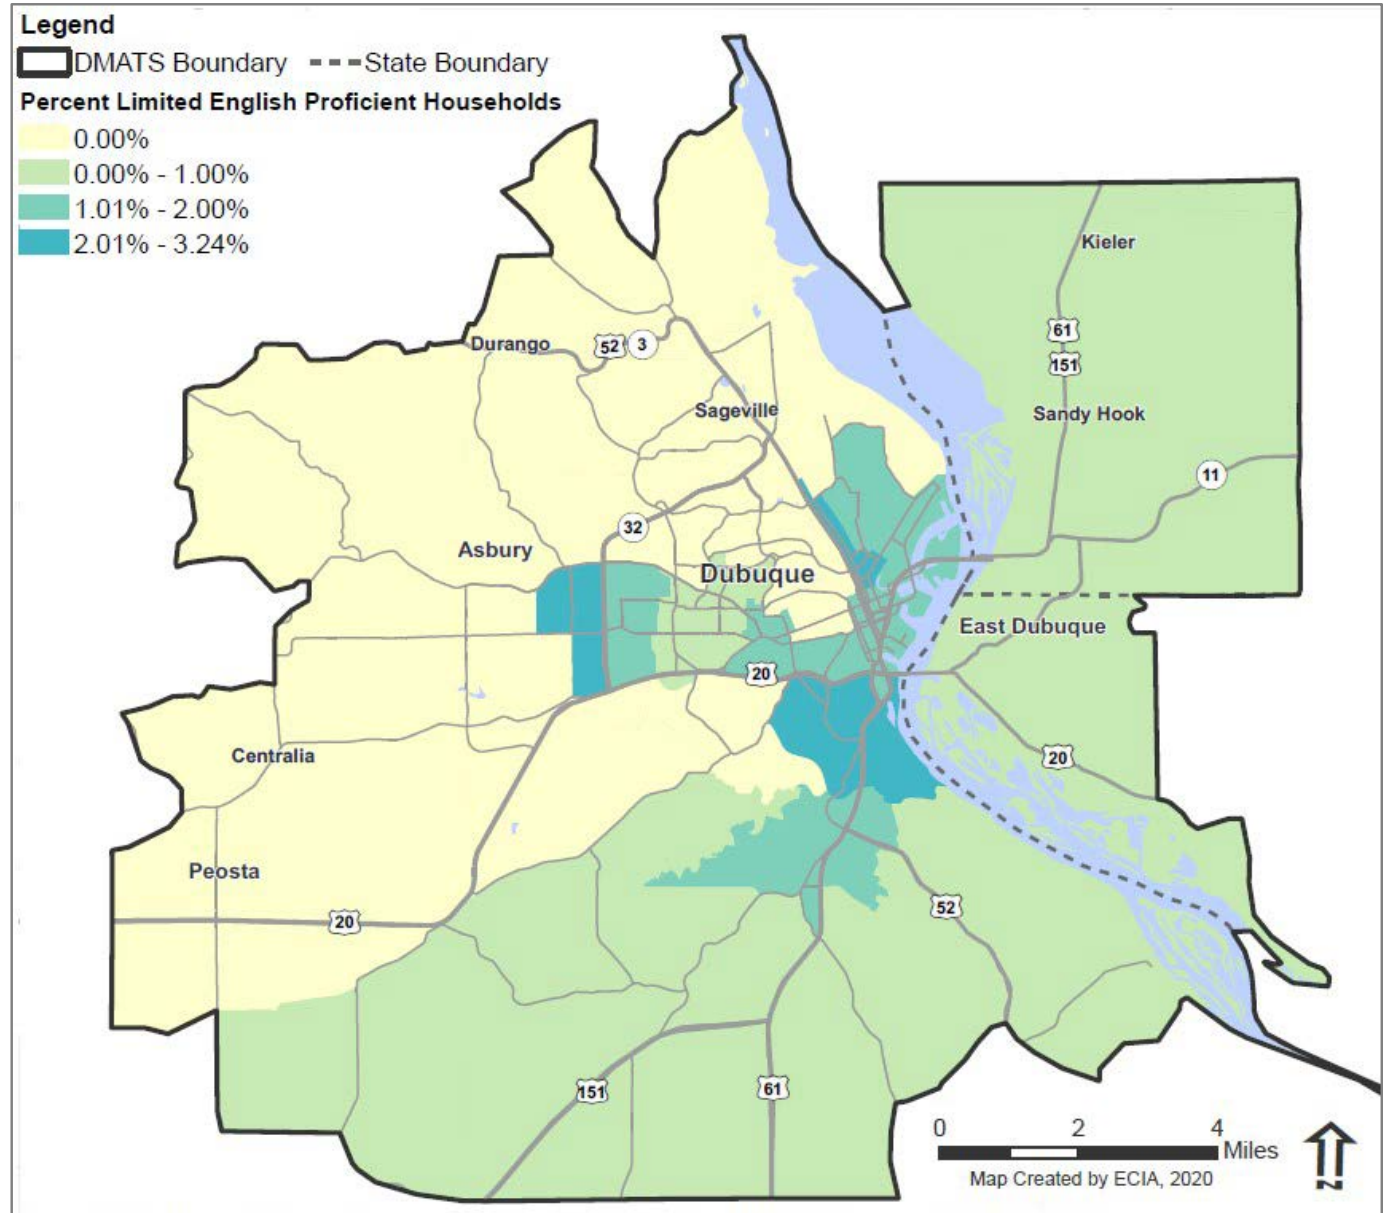 Legend
DMATS Boundary
State Boundary
Percent Limited English Proficient Households
0.00%
0.00% - 1.00%
1.01% - 2.00%
2.01% - 3.24%
Kieler
61
151
Durango
52
3
Sageville
Sandy Hook
11
32
Asbury
Dubuque
East Dubuque
20
20
Centralia
Peosta
20
52
151
61
0 2 4
Miles
Map Created by ECIA, 2020
N